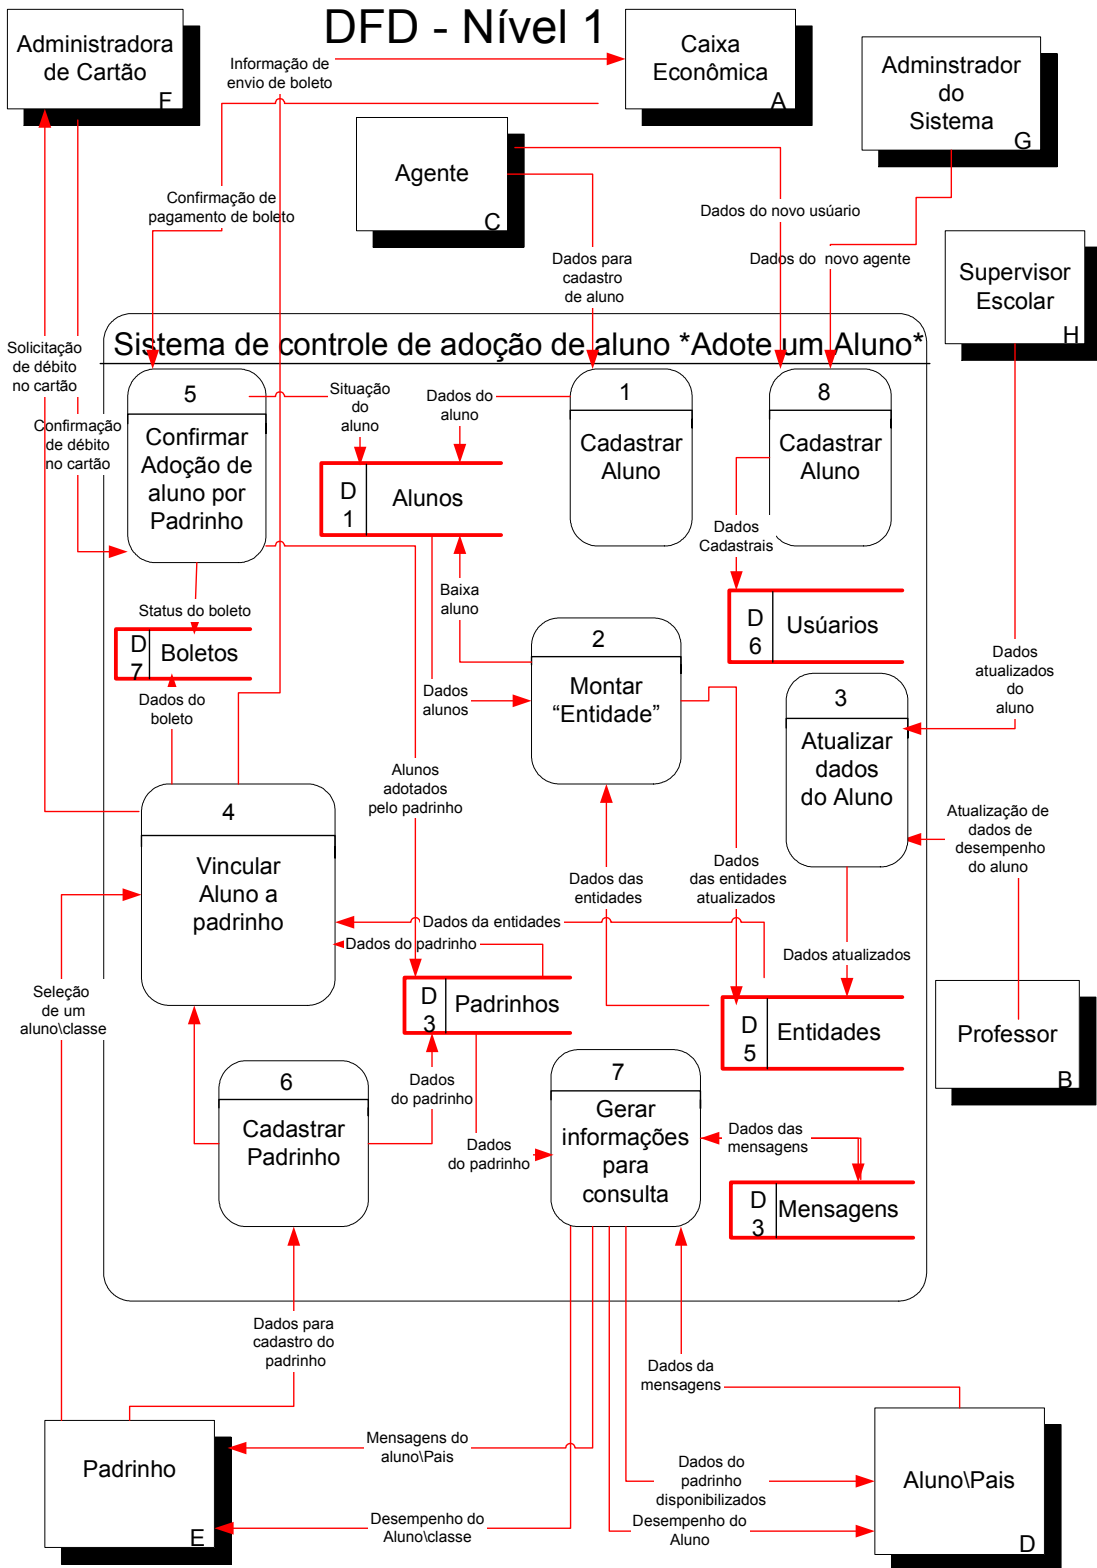 DFD - Nível 1
Administradora
de Cartão
F
Informação de
envio de boleto
Caixa
Econômica
A
Adminstrador
do
Sistema
G
Agente
C
Confirmação de
pagamento de boleto
Dados do novo usúario
Dados do novo agente
Dados para
cadastro
de aluno
Supervisor
Escolar
H
Solicitação
de débito
no cartão
Sistema de controle de adoção de aluno *Adote um Aluno*
5
Confirmar
Adoção de
aluno por
Padrinho
Situação
do
aluno
Dados do
aluno
1
Cadastrar
Aluno
8
Cadastrar
Aluno
Confirmação
de débito
no cartão
D
1
Alunos
Dados
Cadastrais
Baixa
aluno
Status do boleto
D
7
Boletos
D
6
Usúarios
2
Montar
“Entidade”
Dados
atualizados
do
aluno
Dados do
boleto
Dados
alunos
3
Atualizar
dados
do Aluno
Alunos
adotados
pelo padrinho
4
Vincular
Aluno a
padrinho
Atualização de
dados de
desempenho
do aluno
Dados das
entidades
Dados
das entidades
atualizados
Dados da entidades
Dados do padrinho
Dados atualizados
Seleção
de um
aluno\classe
D
3
Padrinhos
D
5
Entidades
Professor
B
6
Cadastrar
Padrinho
Dados
do padrinho
7
Gerar
informações
para
consulta
Dados
do padrinho
Dados das
mensagens
D
3
Mensagens
Dados para
cadastro do
padrinho
Dados da
mensagens
Padrinho
E
Mensagens do
aluno\Pais
Dados do
padrinho
disponibilizados
Aluno\Pais
D
Desempenho do
Aluno\classe
Desempenho do
Aluno